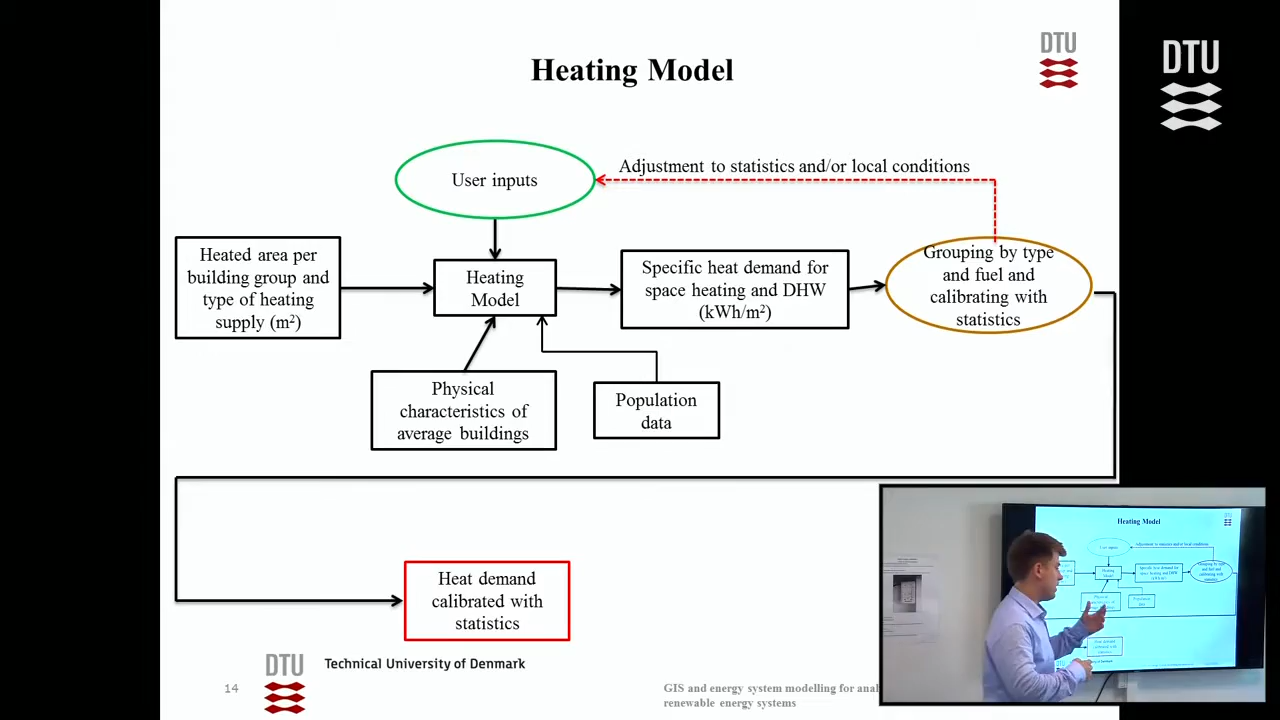 Heating Model
DTU
DTU
User inputs
Adjustment to statistics and/or local conditions
Heated area per
building group and
type of heating
supply (m²)
Heating
Model
Specific heat demand for
space heating and DHW
(kWh/m²)
Grouping by type
and fuel and
calibrating with
statistics
Physical
characteristics of
average buildings
Population
data
Heat demand
calibrated with
statistics
14
DTU
Technical University of Denmark
GIS and energy system modelling for
renewable energy systems
Heating Model